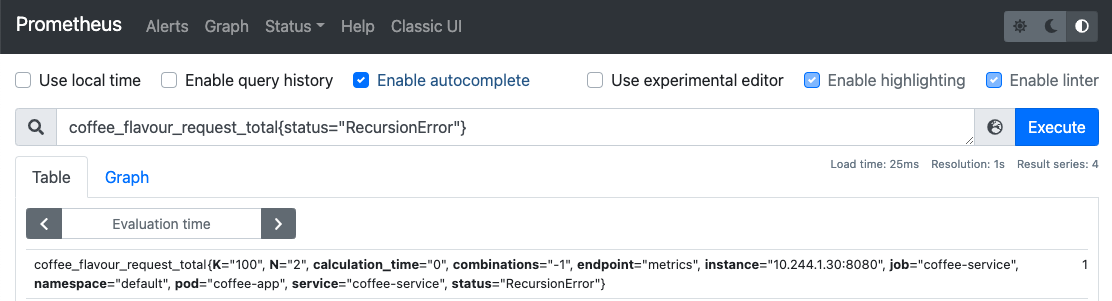 Prometheus Alerts Graph Status Help Classic UI
Use local time Enable query history Enable autocomplete Use experimental editor Enable highlighting Enable linter
coffee_flavour_request_total{status="RecursionError"} Execute
Load time: 25ms Resolution: 1s Result series: 4
Table Graph
Evaluation time
coffee_flavour_request_total{K="100", N="2", calculation_time="0", combinations="-1", endpoint="metrics", instance="10.244.1.30:8080", job="coffee-service", 1
namespace="default", pod="coffee-app", service="coffee-service", status="RecursionError"}